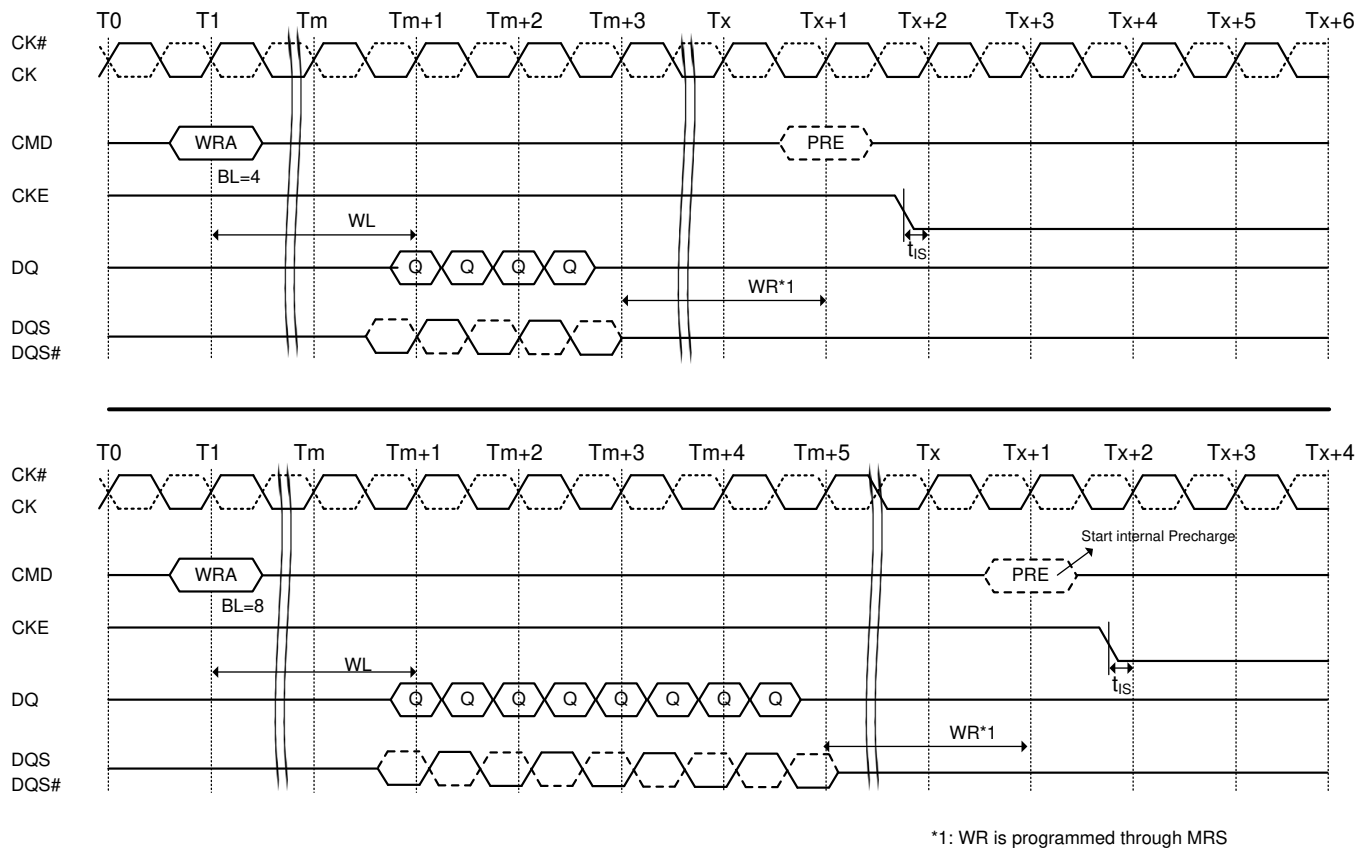 T0 T1 Tm Tm+1 Tm+2 Tm+3 Tx Tx+1 Tx+2 Tx+3 Tx+4 Tx+5 Tx+6
CK#
CK
CMD WRA PRE
BL=4
CKE
WL
tIS
DQ Q Q Q Q
WR*1
DQS
DQS#
T0 T1 Tm Tm+1 Tm+2 Tm+3 Tm+4 Tm+5 Tx Tx+1 Tx+2 Tx+3 Tx+4
CK#
CK
Start internal Precharge
CMD WRA PRE
BL=8
CKE
WL
tIS
DQ Q Q Q Q Q Q Q Q
WR*1
DQS
DQS#
*1: WR is programmed through MRS